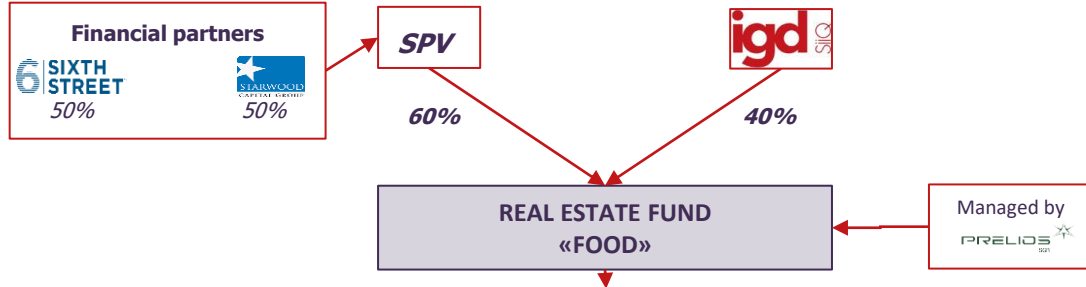 Financial partners
6 SIXTH STREET
50%
STARWOOD
CAPITAL GROUP
50%
SPV
60%
igd SIIQ
40%
REAL ESTATE FUND
«FOOD»
Managed by
PRELIOS
SGR